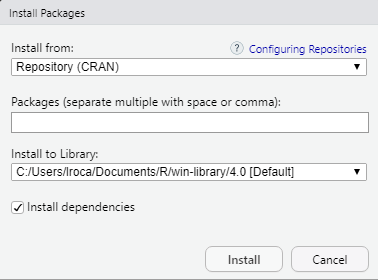 Install Packages
Install from:
? Configuring Repositories
Repository (CRAN)
Packages (separate multiple with space or comma):
Install to Library:
C:/Users/lroca/Documents/R/win-library/4.0 [Default]
Install dependencies
Install
Cancel